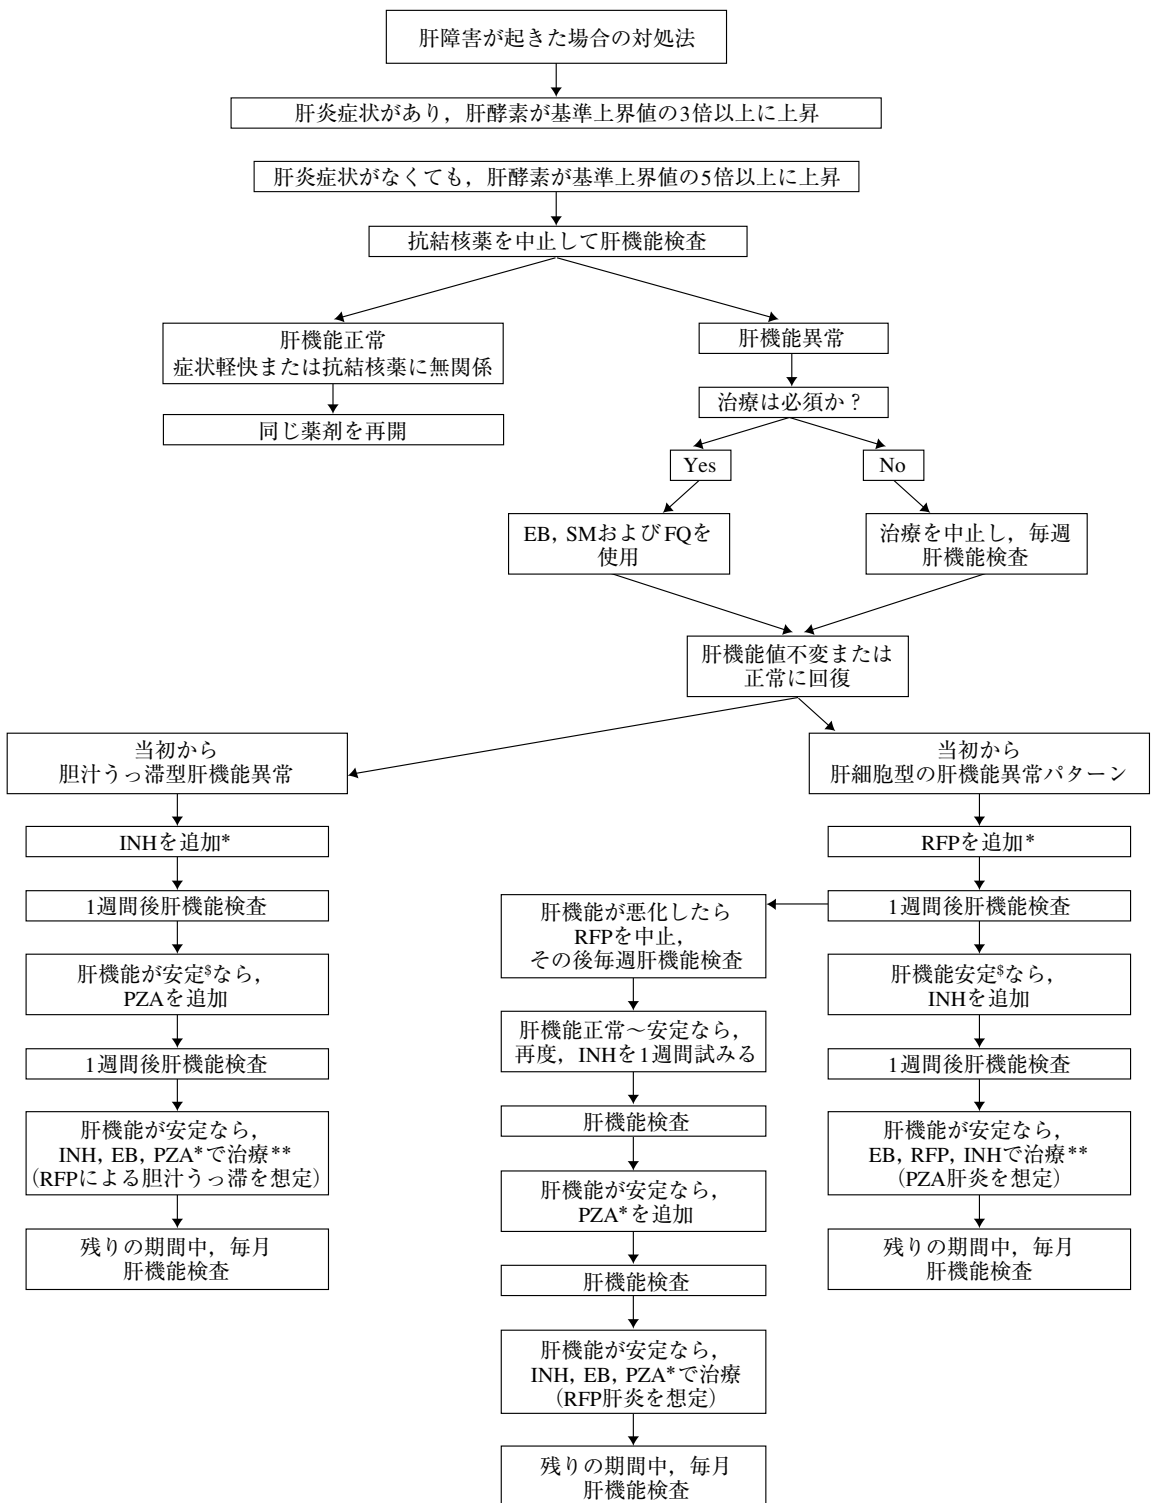 肝障害が起きた場合の対処法
肝炎症状があり，肝酵素が基準上界値の3倍以上に上昇
肝炎症状がなくても，肝酵素が基準上界値の5倍以上に上昇
抗結核薬を中止して肝機能検査
肝機能正常
症状軽快または抗結核薬に無関係
同じ薬剤を再開
肝機能異常
治療は必須か？
Yes
No
EB, SMおよびFQを
使用
治療を中止し，毎週
肝機能検査
肝機能値不変または
正常に回復
当初から
胆汁うっ滞型肝機能異常
INHを追加*
1週間後肝機能検査
肝機能が安定$なら，
PZAを追加
1週間後肝機能検査
肝機能が安定なら，
INH, EB, PZA*で治療**
（RFPによる胆汁うっ滞を想定）
残りの期間中，毎月
肝機能検査
肝機能が悪化したら
RFPを中止，
その後毎週肝機能検査
肝機能正常～安定なら，
再度，INHを1週間試みる
肝機能検査
肝機能が安定なら，
PZA*を追加
肝機能検査
肝機能が安定なら，
INH, EB, PZA*で治療
（RFP肝炎を想定）
残りの期間中，毎月
肝機能検査
当初から
肝細胞型の肝機能異常パターン
RFPを追加*
1週間後肝機能検査
肝機能安定$なら，
INHを追加
1週間後肝機能検査
肝機能が安定なら，
EB, RFP, INHで治療**
（PZA肝炎を想定）
残りの期間中，毎月
肝機能検査